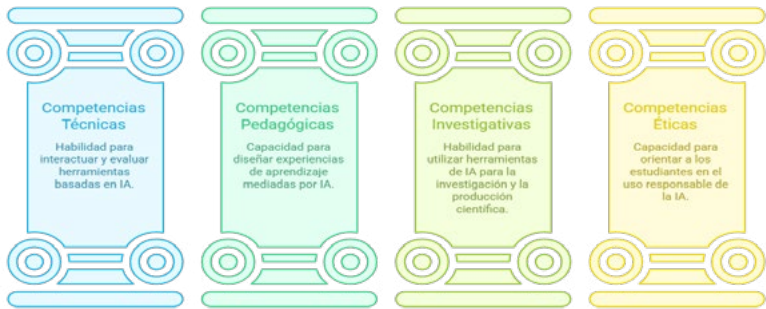 Competencias
Técnicas
Habilidad para
interactuar y evaluar
herramientas
basadas en IA.
Competencias
Pedagógicas
Capacidad para
diseñar experiencias
de aprendizaje
mediadas por IA.
Competencias
Investigativas
Habilidad para
utilizar herramientas
de IA para la
investigación y la
producción
científica.
Competencias
Éticas
Capacidad para
orientar a los
estudiantes en el
uso responsable de
la IA.